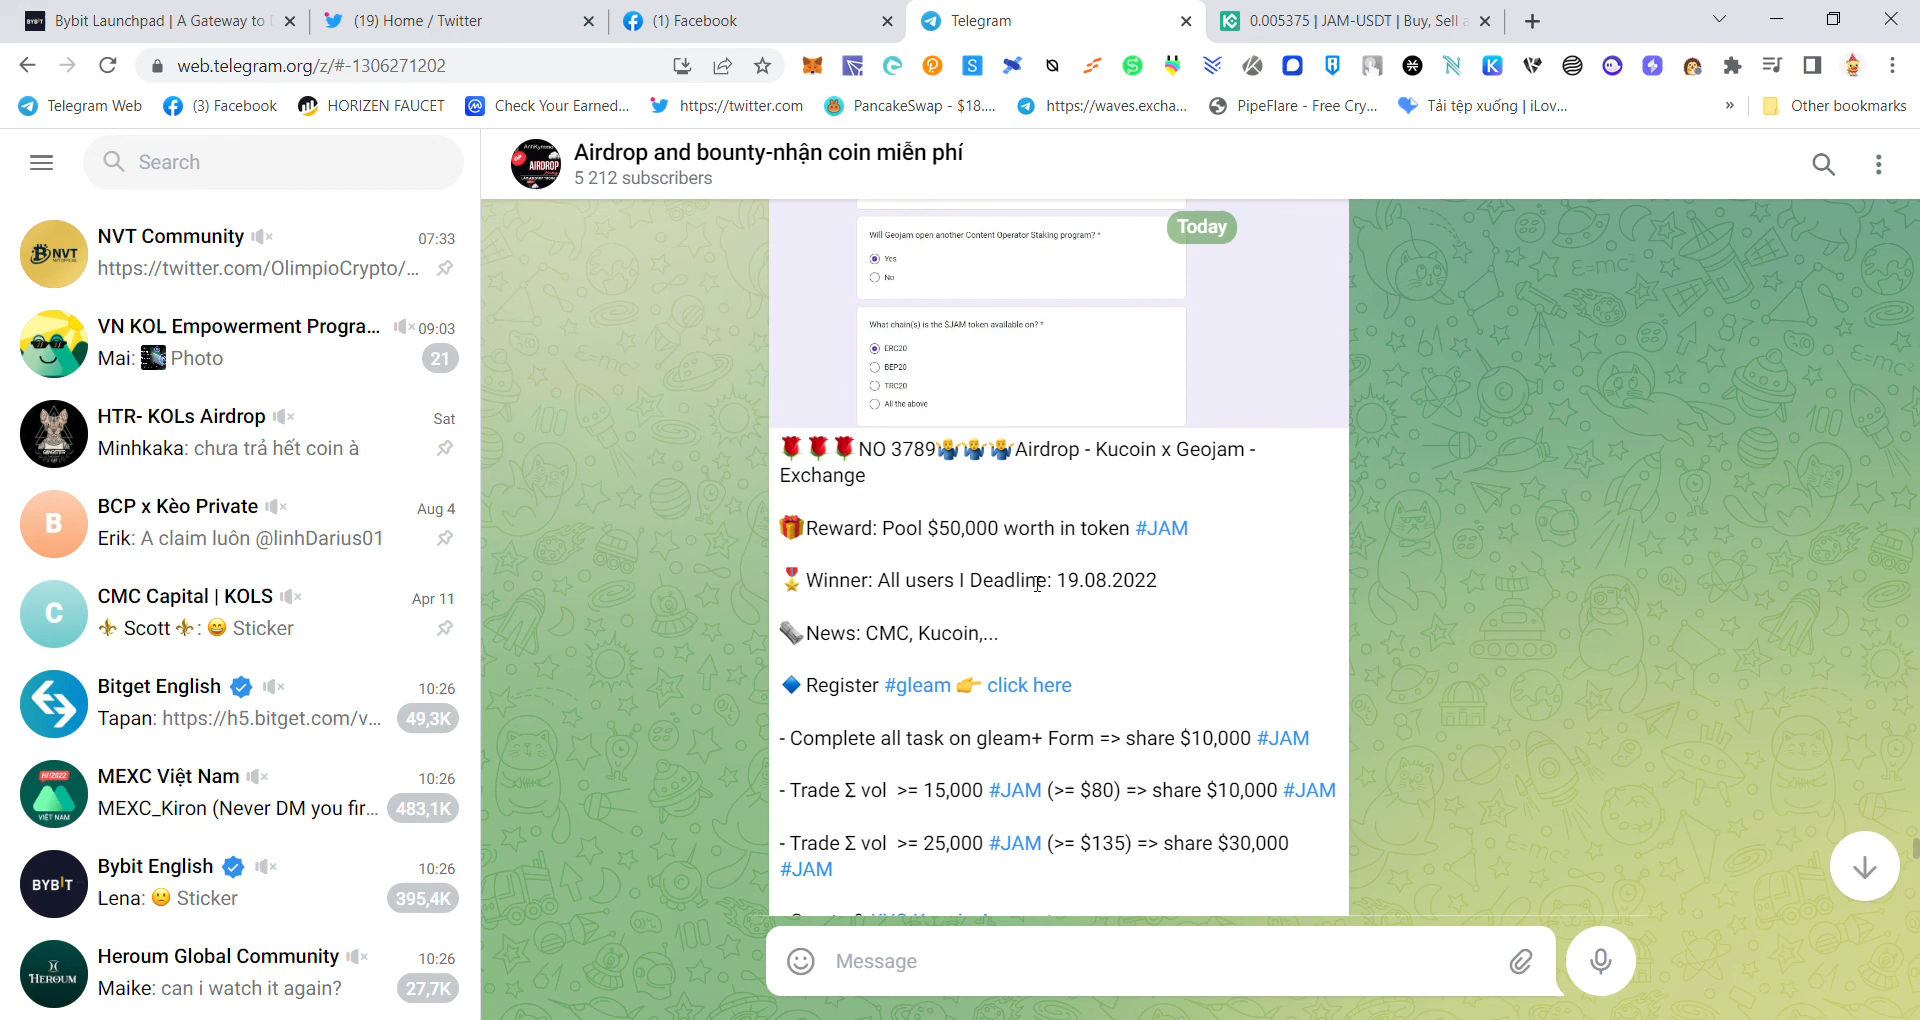 Bybit Launchpad | A Gateway to
(19) Home / Twitter
(1) Facebook
Telegram
0.005375 | JAM-USDT | Buy, Sell
web.telegram.org/z/#-1306271202
Telegram Web
(3) Facebook
HORIZEN FAUCET
Check Your Earned...
https://twitter.com
PancakeSwap - $18....
https://waves.excha...
PipeFlare - Free Cry...
Tải tệp xuống | iLov...
» Other bookmarks
Search
Airdrop and bounty-nhận coin miễn phí
5 212 subscribers
NVT Community 07:33
https://twitter.com/OlimpioCrypto/...
VN KOL Empowerment Progra... 09:03
Mai: Photo 21
HTR- KOLs Airdrop Sat
Minhkaka: chưa trả hết coin à
BCP x Kèo Private Aug 4
Erik: A claim luôn @linhDarius01
CMC Capital | KOLS Apr 11
⚜️ Scott ⚜️: 😄 Sticker
Bitget English 10:26
Tapan: https://h5.bitget.com/v... 49,3K
MEXC Việt Nam 10:26
MEXC_Kiron (Never DM you fir... 483,1K
Bybit English 10:26
Lena: 🙁 Sticker 395,4K
Heroum Global Community 10:26
Maike: can i watch it again? 27,7K
NVT
B
C
HI!2022
VIỆT NAM
BYBIT
HEROUM
AIRDROP
Today
Will Geojam open another Content Operator Staking program? *
Yes
No
What chain(s) is the $JAM token available on? *
ERC20
BEP20
TRC20
All the above
🌹🌹🌹NO 3789🤷‍♂️🤷‍♂️🤷‍♂️Airdrop - Kucoin x Geojam -
Exchange
🎁Reward: Pool $50,000 worth in token #JAM
🎖Winner: All users I Deadline: 19.08.2022
🗞News: CMC, Kucoin,...
🔷Register #gleam 👉 click here
- Complete all task on gleam+ Form => share $10,000 #JAM
- Trade Σ vol >= 15,000 #JAM (>= $80) => share $10,000 #JAM
- Trade Σ vol >= 25,000 #JAM (>= $135) => share $30,000
#JAM
Message